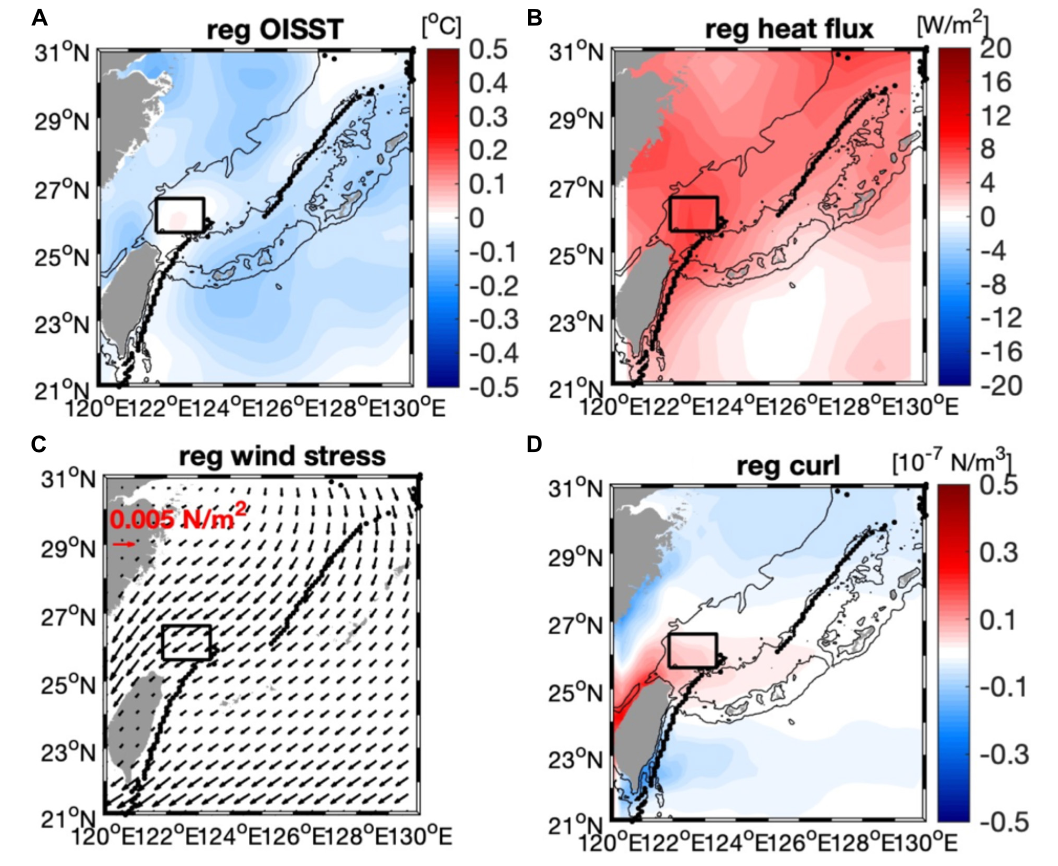 A
reg OISST
[°C]
31°N
29°N
27°N
25°N
23°N
21°N
120°E122°E124°E126°E128°E130°E
0.5
0.4
0.3
0.2
0.1
0
-0.1
-0.2
-0.3
-0.4
-0.5
B
reg heat flux
[W/m²]
31°N
29°N
27°N
25°N
23°N
21°N
120°E122°E124°E126°E128°E130°E
20
16
12
8
4
0
-4
-8
-12
-16
-20
C
reg wind stress
0.005 N/m²
31°N
29°N
27°N
25°N
23°N
21°N
120°E122°E124°E126°E128°E130°E
D
reg curl
[10⁻⁷ N/m³]
31°N
29°N
27°N
25°N
23°N
21°N
120°E122°E124°E126°E128°E130°E
0.5
0.3
0.1
-0.1
-0.3
-0.5